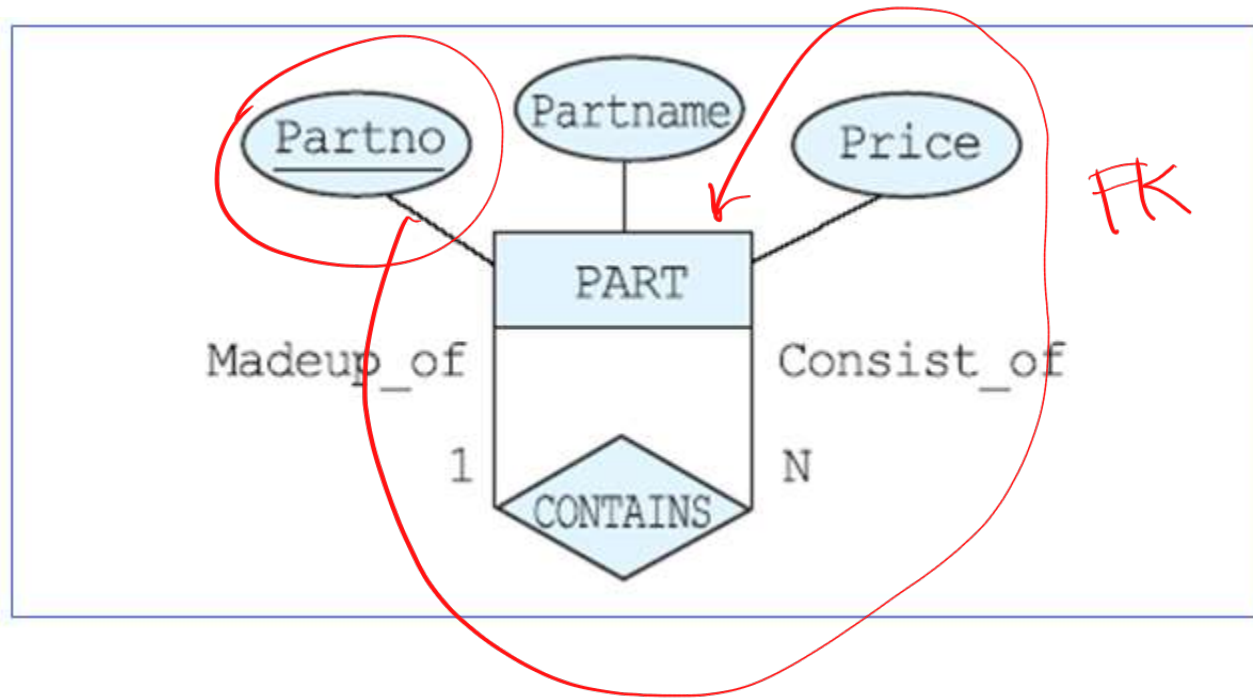 Partname
Partno
Price
FK
PART
Madeup_of
Consist_of
1
N
CONTAINS